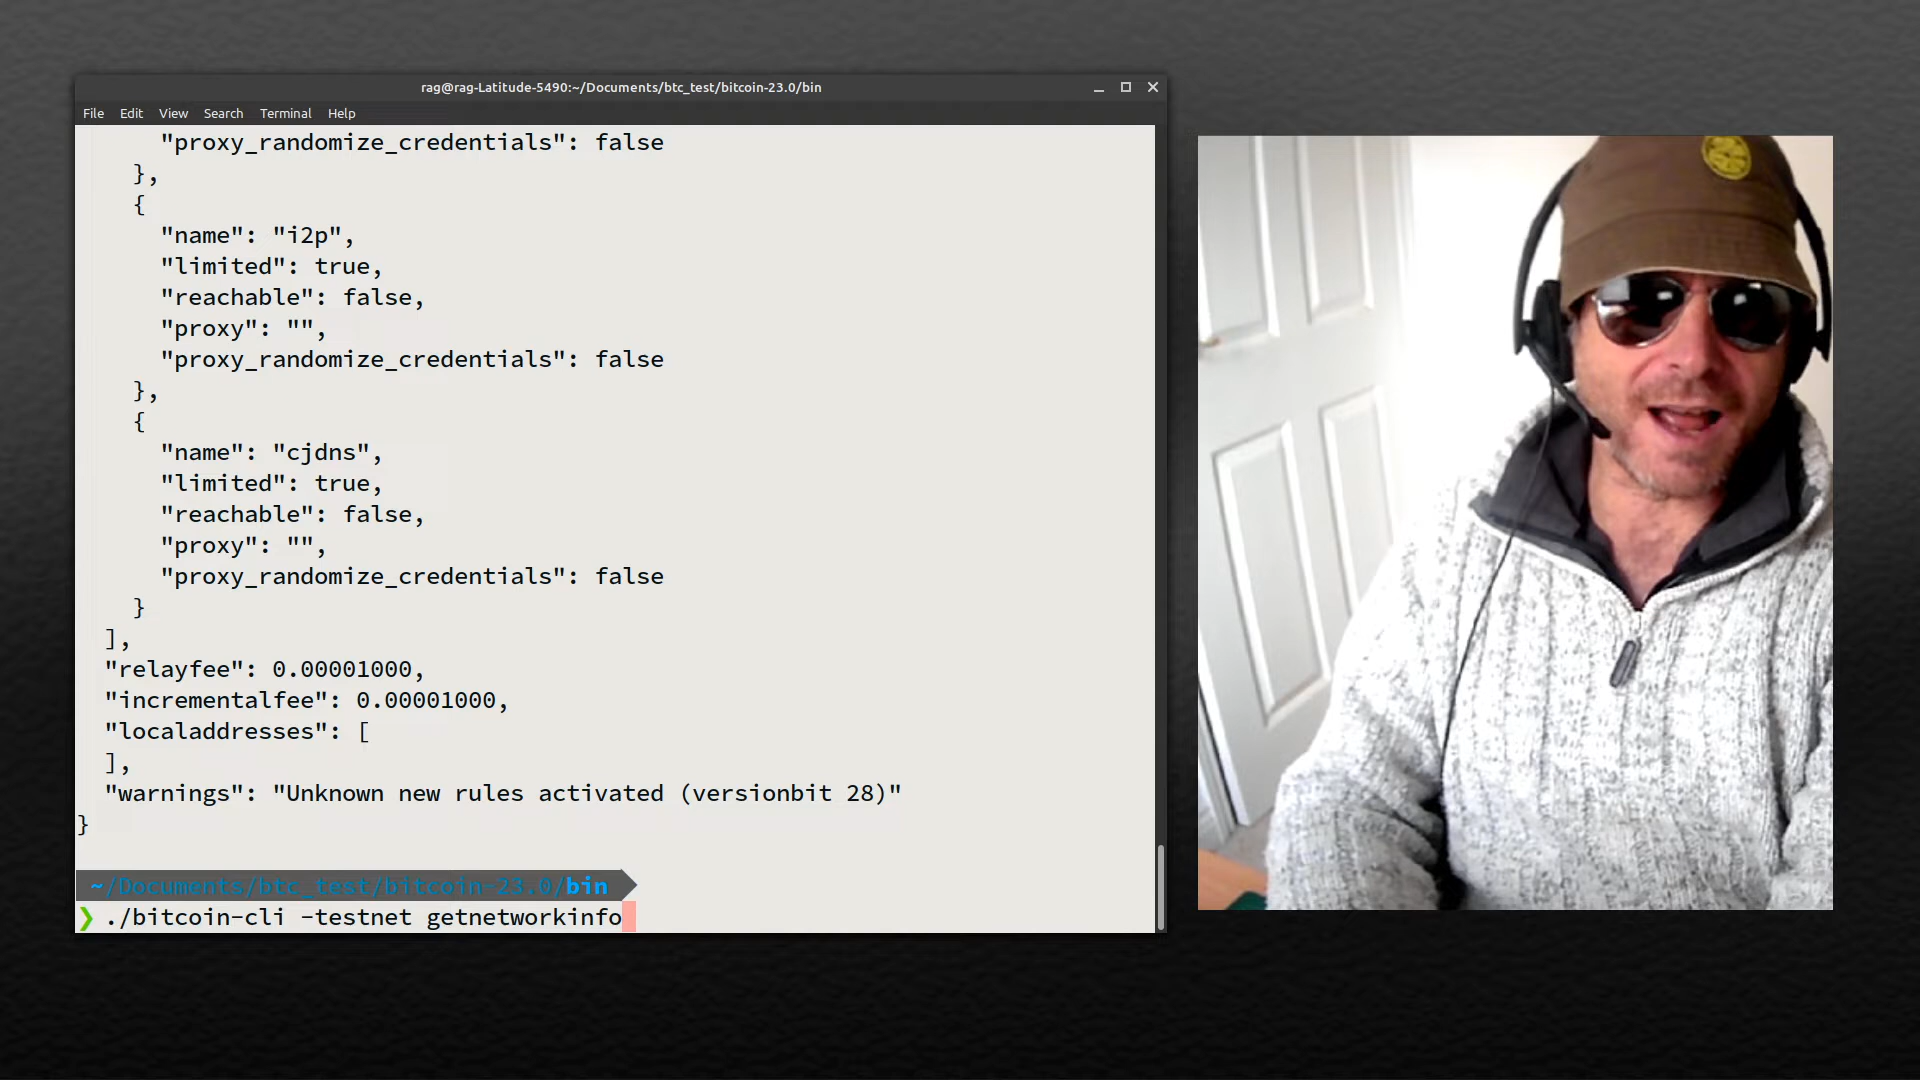 rag@rag-Latitude-5490:~/Documents/btc_test/bitcoin-23.0/bin
File Edit View Search Terminal Help
"proxy_randomize_credentials": false
},
{
"name": "i2p",
"limited": true,
"reachable": false,
"proxy": "",
"proxy_randomize_credentials": false
},
{
"name": "cjdns",
"limited": true,
"reachable": false,
"proxy": "",
"proxy_randomize_credentials": false
}
],
"relayfee": 0.00001000,
"incrementalfee": 0.00001000,
"localaddresses": [
],
"warnings": "Unknown new rules activated (versionbit 28)"
}
~/Documents/btc_test/bitcoin-23.0/bin
❯ ./bitcoin-cli -testnet getnetworkinfo